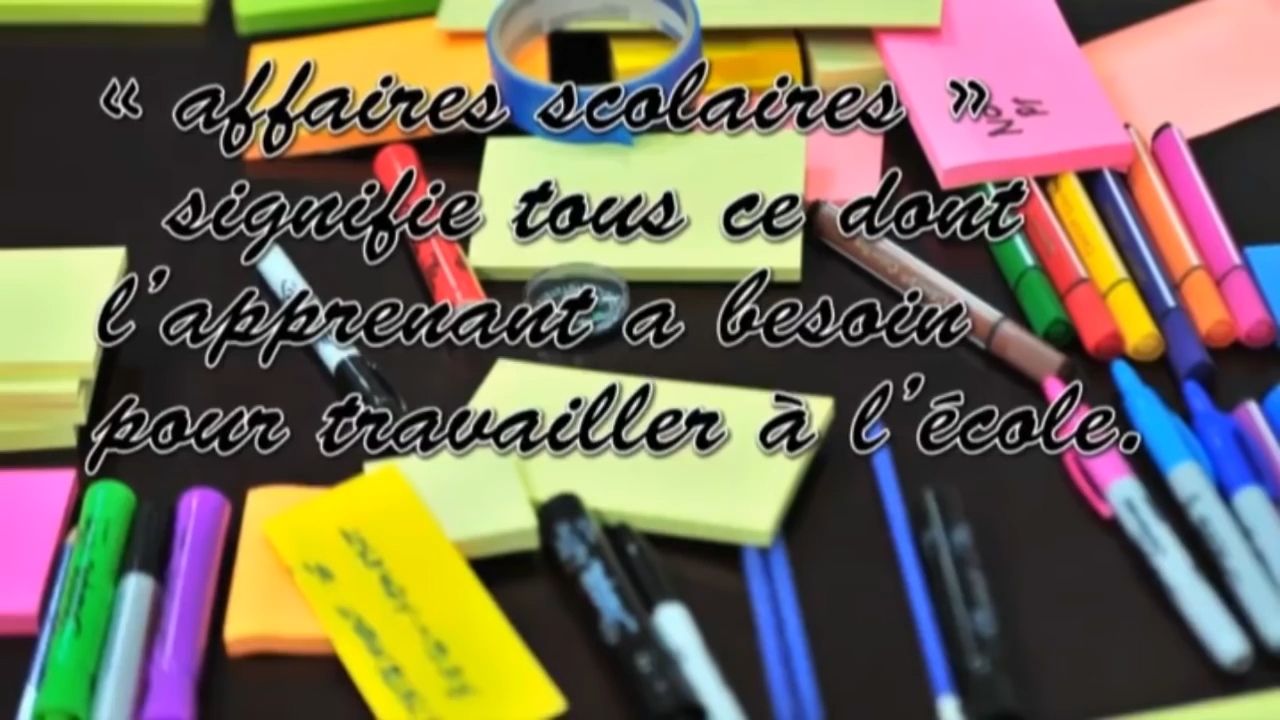 « affaires scolaires »
signifie tous ce dont
l'apprenant a besoin
pour travailler à l'école.